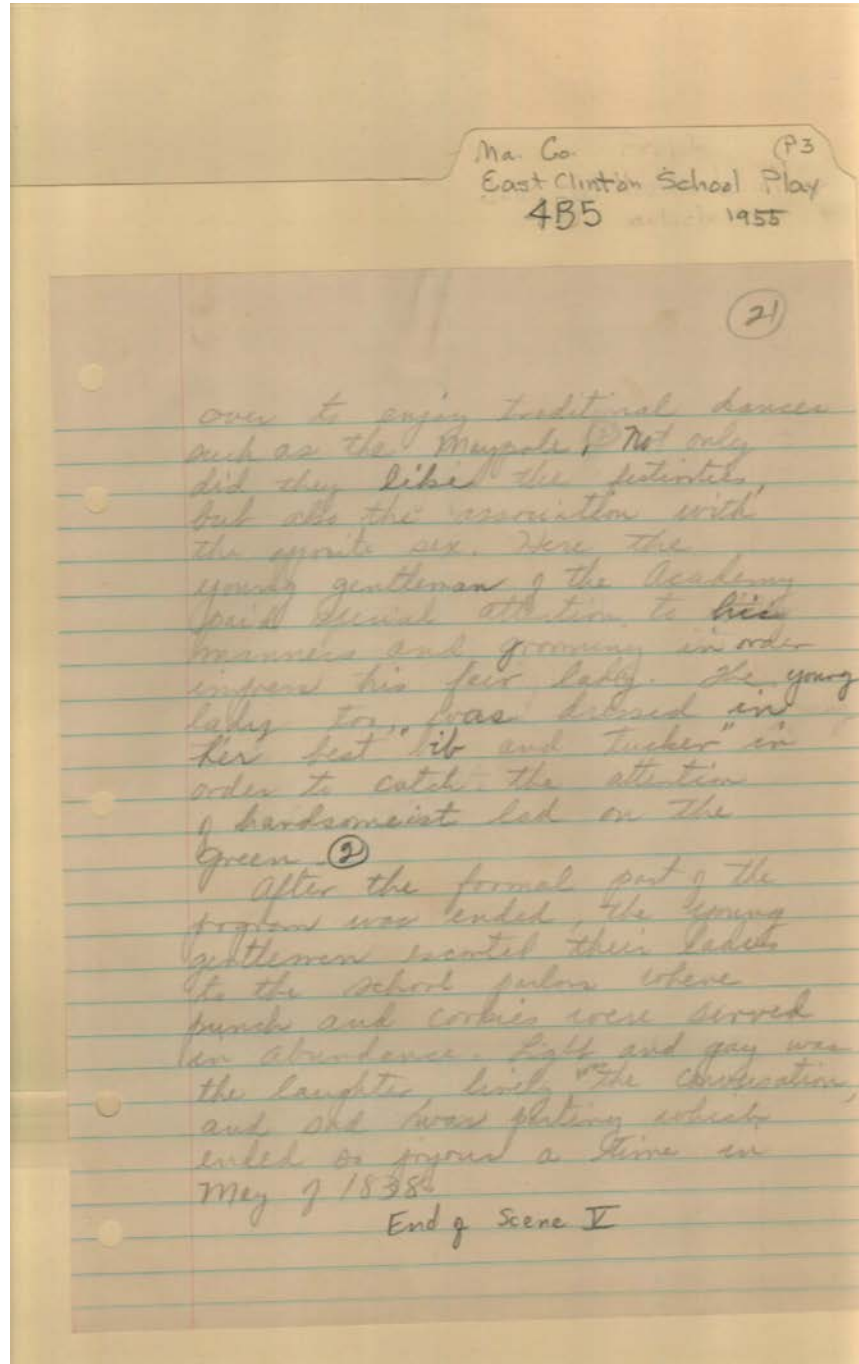 Ma. Co. (P3
East Clinton School Play
4B5 1955
21
over to enjoy traditinal dances
such as the Maypole, Not only
did they like the festivities,
but also the association with
the opposite sex. Here the
young gentleman of the Academy
paid special attention to his
manners and grooming in order
impress his fair lady. The young
lady too, was dressed in
her best "bib and Tucker" in
order to catch the attention
of handsomeist lad on the
green. 2
After the formal part of the
program was ended, the young
gentlemen escorted their ladies
to the school parlors where
punch and cookies were served
in abundance. Light and gay was
the laughter lively was the conversation,
and sad was parting which
ended so joyous a time in
May of 1838.
End of Scene V